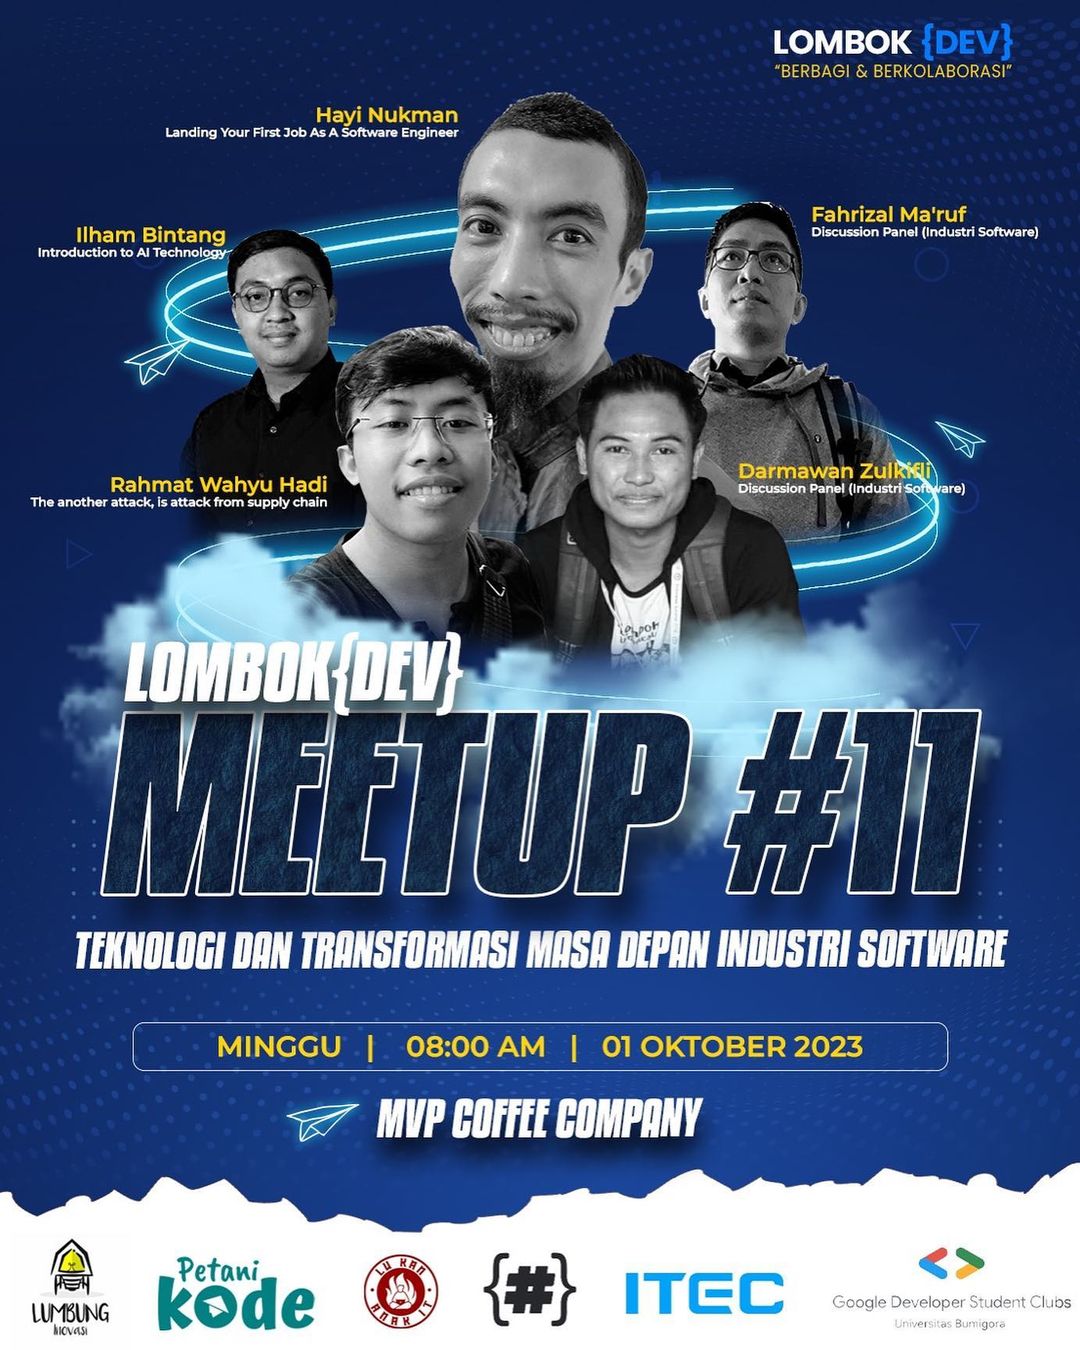 LOMBOK {DEV}
"BERBAGI & BERKOLABORASI"
Hayi Nukman
Landing Your First Job As A Software Engineer
Fahrizal Ma'ruf
Discussion Panel (Industri Software)
Ilham Bintang
Introduction to AI Technology
Rahmat Wahyu Hadi
The another attack, is attack from supply chain
Darmawan Zulkifli
Discussion Panel (Industri Software)
LOMBOK{DEV}
MEETUP #11
TEKNOLOGI DAN TRANSFORMASI MASA DEPAN INDUSTRI SOFTWARE
MINGGU | 08:00 AM | 01 OKTOBER 2023
MVP COFFEE COMPANY
LUMBUNG
Inovasi
Petani
kode
LU KAN
ANAK IT
{#}
ITEC
Google Developer Student Clubs
Universitas Bumigora